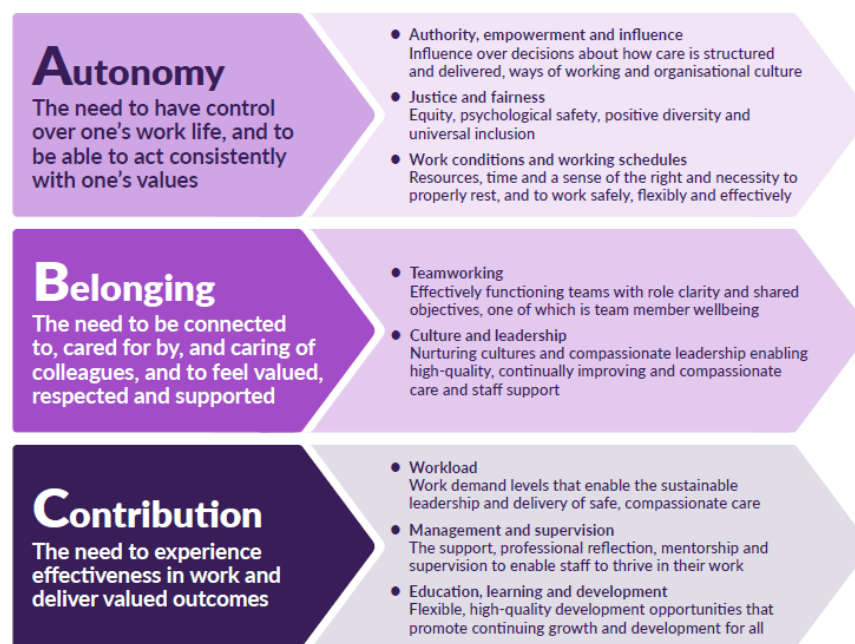 Autonomy
The need to have control
over one's work life, and to
be able to act consistently
with one's values
• Authority, empowerment and influence
Influence over decisions about how care is structured
and delivered, ways of working and organisational culture
• Justice and fairness
Equity, psychological safety, positive diversity and
universal inclusion
• Work conditions and working schedules
Resources, time and a sense of the right and necessity to
properly rest, and to work safely, flexibly and effectively
Belonging
The need to be connected
to, cared for by, and caring of
colleagues, and to feel valued,
respected and supported
• Teamworking
Effectively functioning teams with role clarity and shared
objectives, one of which is team member wellbeing
• Culture and leadership
Nurturing cultures and compassionate leadership enabling
high-quality, continually improving and compassionate
care and staff support
Contribution
The need to experience
effectiveness in work and
deliver valued outcomes
• Workload
Work demand levels that enable the sustainable
leadership and delivery of safe, compassionate care
• Management and supervision
The support, professional reflection, mentorship and
supervision to enable staff to thrive in their work
• Education, learning and development
Flexible, high-quality development opportunities that
promote continuing growth and development for all